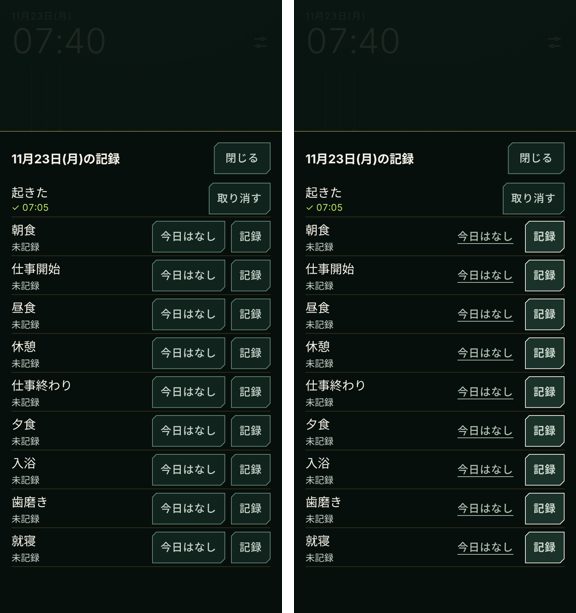 11月23日(月)
07:40
11月23日(月)の記録
閉じる
起きた
✓ 07:05
取り消す
朝食
未記録
今日はなし
記録
仕事開始
未記録
今日はなし
記録
昼食
未記録
今日はなし
記録
休憩
未記録
今日はなし
記録
仕事終わり
未記録
今日はなし
記録
夕食
未記録
今日はなし
記録
入浴
未記録
今日はなし
記録
歯磨き
未記録
今日はなし
記録
就寝
未記録
今日はなし
記録
11月23日(月)
07:40
11月23日(月)の記録
閉じる
起きた
✓ 07:05
取り消す
朝食
未記録
今日はなし
記録
仕事開始
未記録
今日はなし
記録
昼食
未記録
今日はなし
記録
休憩
未記録
今日はなし
記録
仕事終わり
未記録
今日はなし
記録
夕食
未記録
今日はなし
記録
入浴
未記録
今日はなし
記録
歯磨き
未記録
今日はなし
記録
就寝
未記録
今日はなし
記録